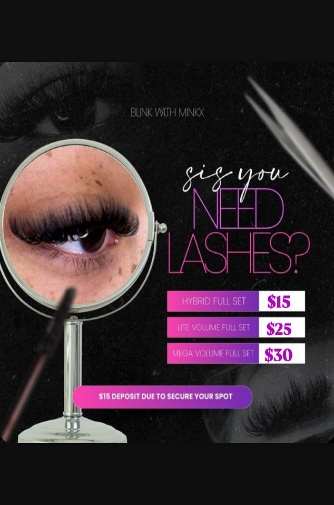 BLINK WITH MINKX
sis you
NEED
LASHES?
HYBRID FULL SET $15
LITE VOLUME FULL SET $25
MEGA VOLUME FULL SET $30
$15 DEPOSIT DUE TO SECURE YOUR SPOT